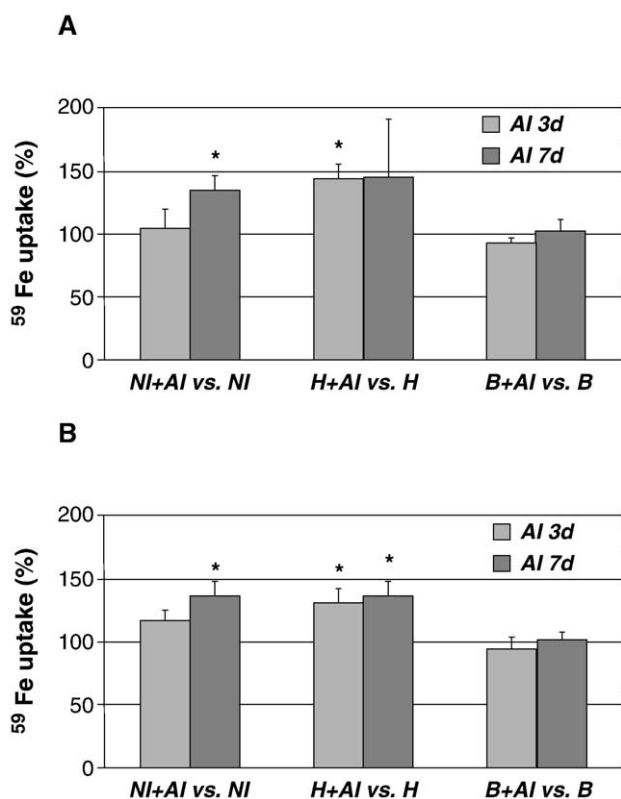 A
200
150
100
50
0
59 Fe uptake (%)
* *
Al 3d
Al 7d
NI+Al vs. NI H+Al vs. H B+Al vs. B
B
200
150
100
50
0
59 Fe uptake (%)
* * *
Al 3d
Al 7d
NI+Al vs. NI H+Al vs. H B+Al vs. B